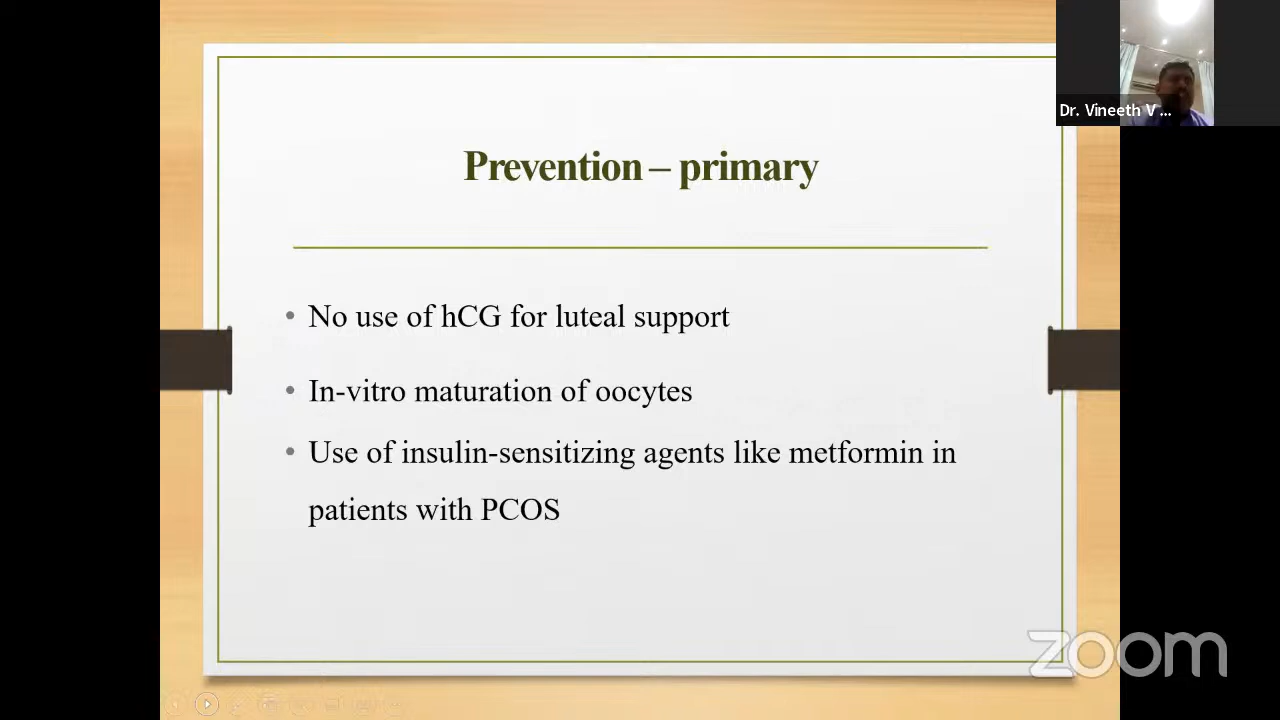 Prevention – primary
• No use of hCG for luteal support
• In-vitro maturation of oocytes
• Use of insulin-sensitizing agents like metformin in
patients with PCOS
Dr. Vineeth V ...
zoom